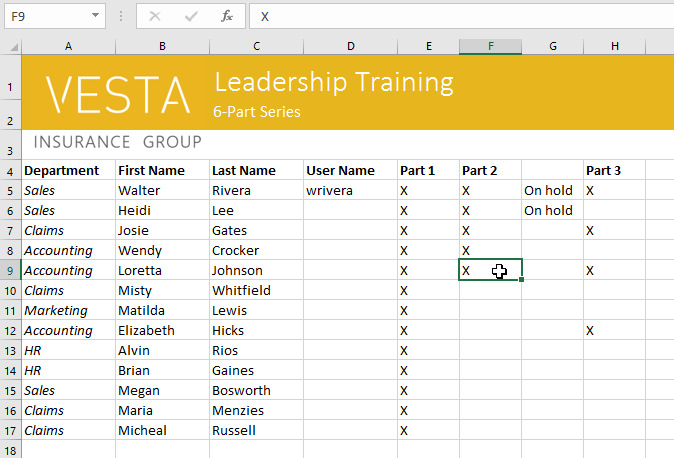 F9 fx X
A B C D E F G H
1 VESTA Leadership Training
2 6-Part Series
3 INSURANCE GROUP
4 Department First Name Last Name User Name Part 1 Part 2 Part 3
5 Sales Walter Rivera wrivera X X On hold X
6 Sales Heidi Lee X X On hold
7 Claims Josie Gates X X X
8 Accounting Wendy Crocker X X
9 Accounting Loretta Johnson X X X
10 Claims Misty Whitfield X
11 Marketing Matilda Lewis X
12 Accounting Elizabeth Hicks X X
13 HR Alvin Rios X
14 HR Brian Gaines X
15 Sales Megan Bosworth X
16 Claims Maria Menzies X
17 Claims Micheal Russell X
18